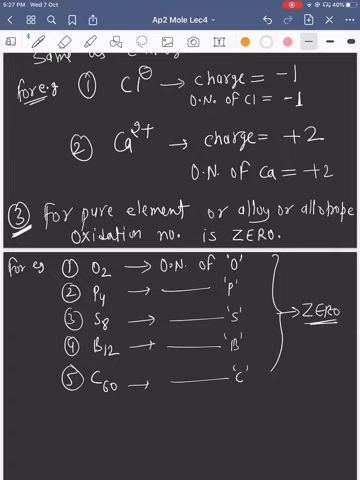 5:27 PM Wed 7 Oct
40%
Ap2 Mole Lec4
Same as
for e.g ① Cl⊖ → charge = -1
O.N. of Cl = -1
② Ca2+ → charge = +2
O.N. of Ca = +2
③ for pure element or alloy or allotrope
Oxidation no. is ZERO.
For eg ① O2 → O.N. of 'O'
② P4 → —— 'P'
③ S8 → —— 'S'
④ B12 → —— 'B'
⑤ C60 → —— 'C'
→ ZERO